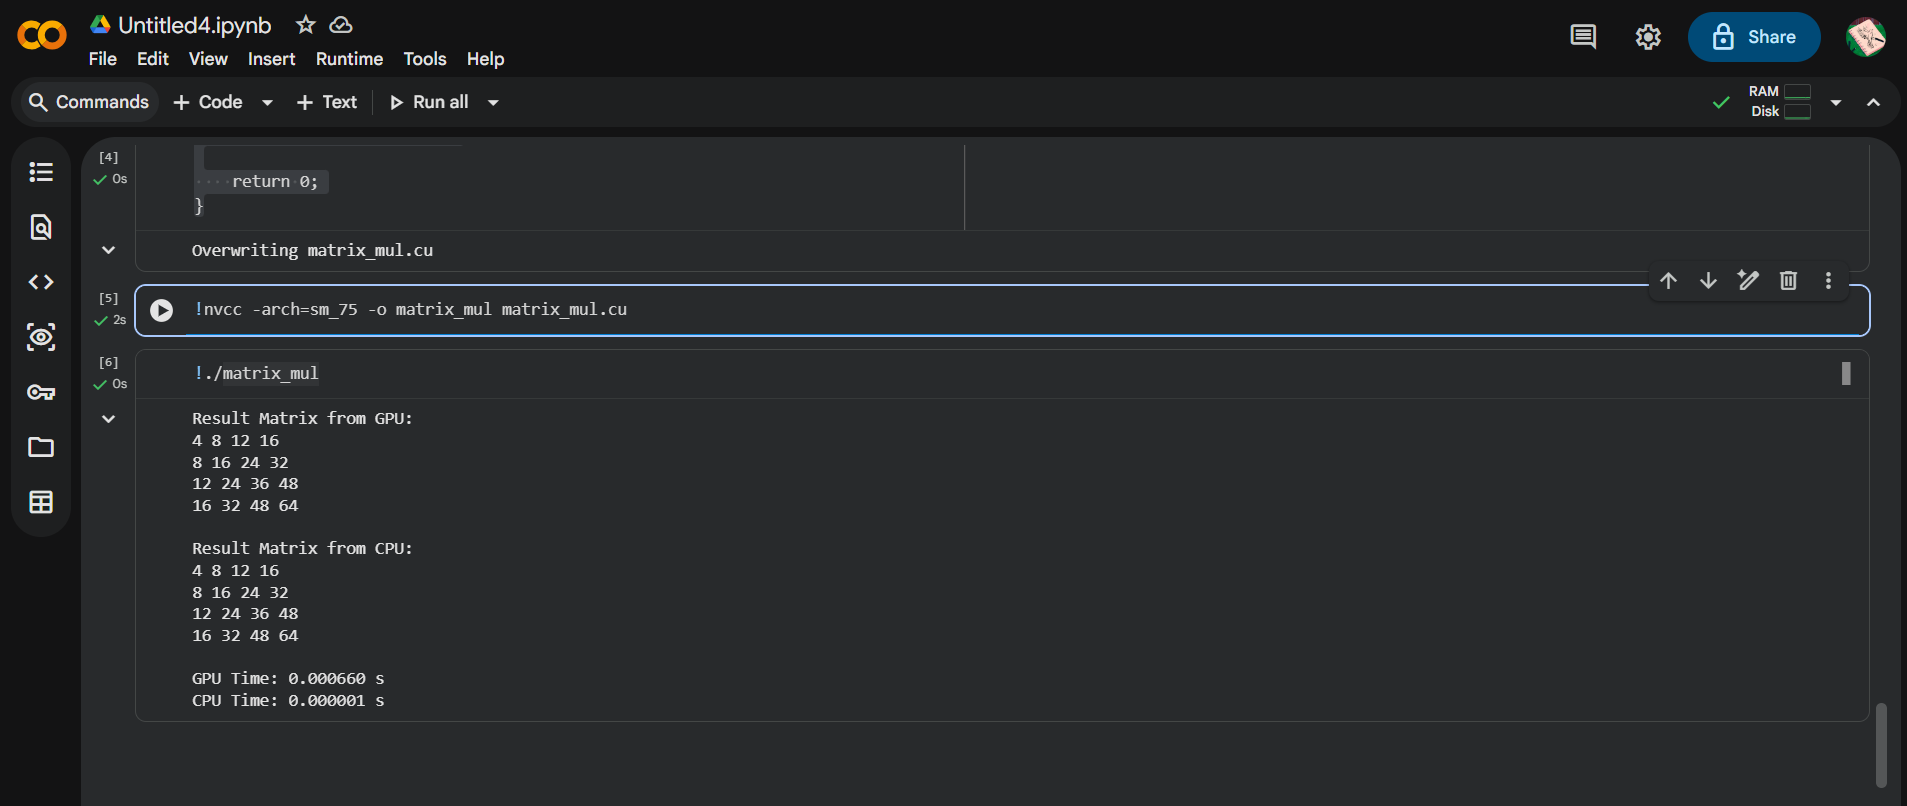 Untitled4.ipynb
File Edit View Insert Runtime Tools Help
Share
Commands + Code + Text Run all
RAM
Disk
[4]
0s
return 0;
}
Overwriting matrix_mul.cu
[5]
2s
!nvcc -arch=sm_75 -o matrix_mul matrix_mul.cu
[6]
0s
!./matrix_mul
Result Matrix from GPU:
4 8 12 16
8 16 24 32
12 24 36 48
16 32 48 64
Result Matrix from CPU:
4 8 12 16
8 16 24 32
12 24 36 48
16 32 48 64
GPU Time: 0.000660 s
CPU Time: 0.000001 s